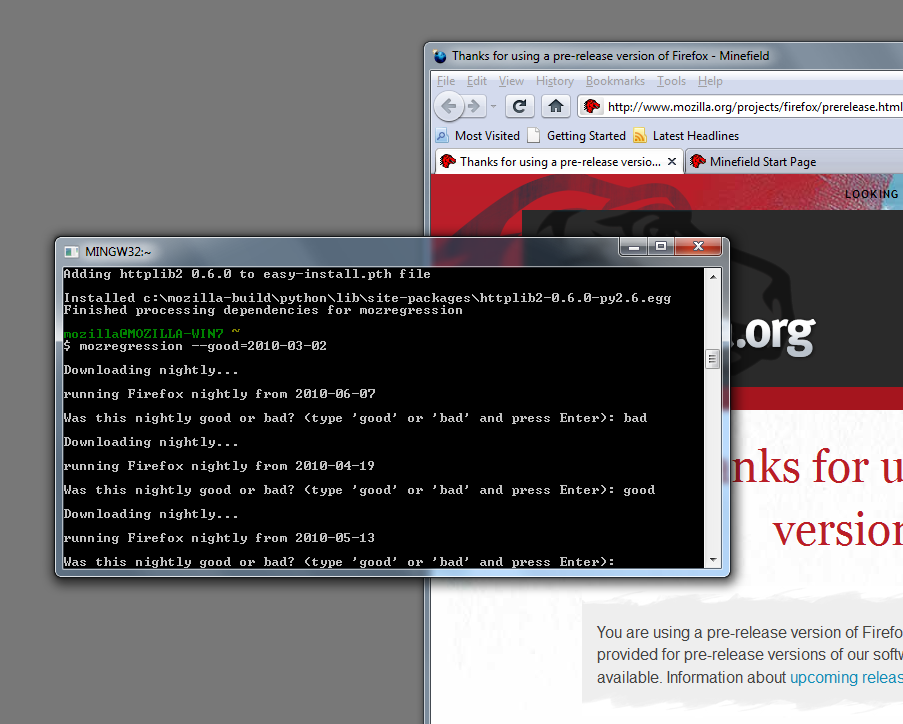 Thanks for using a pre-release version of Firefox - Minefield
File Edit View History Bookmarks Tools Help
http://www.mozilla.org/projects/firefox/prerelease.html
Most Visited Getting Started Latest Headlines
Thanks for using a pre-release versio... Minefield Start Page
LOOKING
.org
MINGW32:~
Adding httplib2 0.6.0 to easy-install.pth file
Installed c:\mozilla-build\python\lib\site-packages\httplib2-0.6.0-py2.6.egg
Finished processing dependencies for mozregression
mozilla@MOZILLA-WIN7 ~
$ mozregression --good=2010-03-02
Downloading nightly...
running Firefox nightly from 2010-06-07
Was this nightly good or bad? (type 'good' or 'bad' and press Enter): bad
Downloading nightly...
running Firefox nightly from 2010-04-19
Was this nightly good or bad? (type 'good' or 'bad' and press Enter): good
Downloading nightly...
running Firefox nightly from 2010-05-13
Was this nightly good or bad? (type 'good' or 'bad' and press Enter):
nks for u
version
You are using a pre-release version of Firefo
provided for pre-release versions of our softw
available. Information about upcoming releas